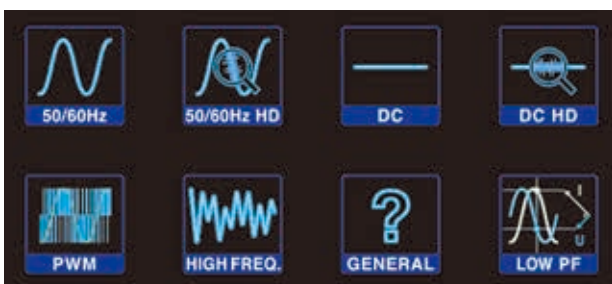 50/60Hz
50/60Hz HD
DC
DC HD
PWM
HIGH FREQ.
GENERAL
I
U
LOW PF